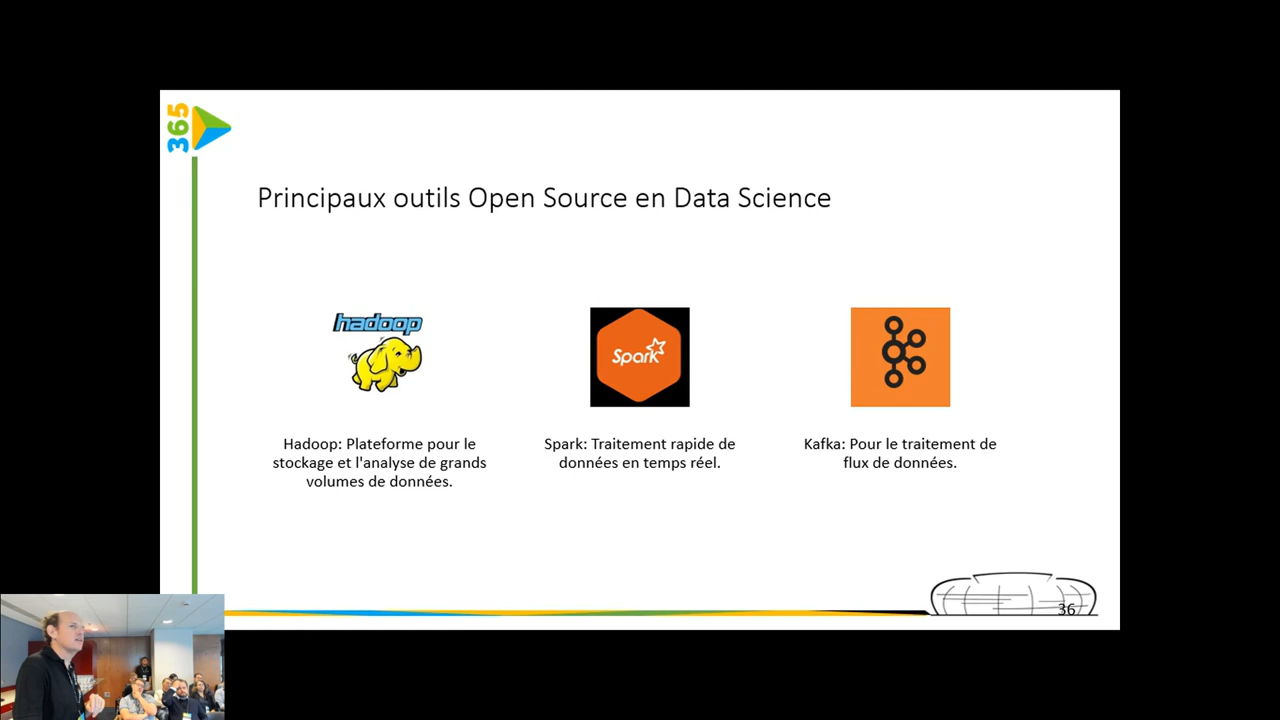 365
Principaux outils Open Source en Data Science
hadoop
Spark
Hadoop: Plateforme pour le
stockage et l'analyse de grands
volumes de données.
Spark: Traitement rapide de
données en temps réel.
Kafka: Pour le traitement de
flux de données.
36